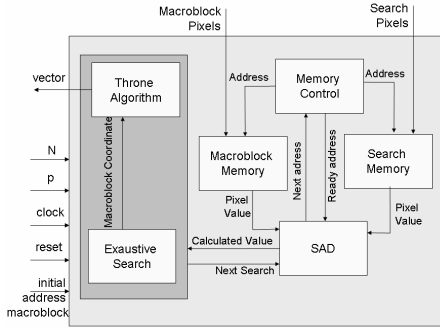 Macroblock
Pixels
Search
Pixels
vector
Throne
Algorithm
Address
Memory
Control
Address
Macroblock Coordinate
N
p
clock
reset
initial
address
macroblock
Macroblock
Memory
Next adress
Ready address
Search
Memory
Pixel
Value
Pixel
Value
Exaustive
Search
Calculated Value
Next Search
SAD